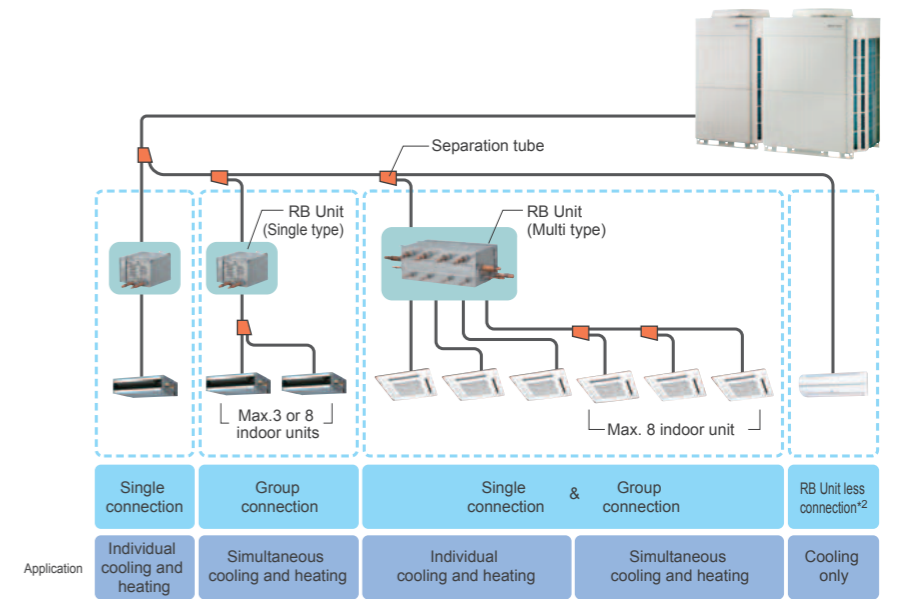 Separation tube
RB Unit
(Single type)
RB Unit
(Multi type)
Max.3 or 8
indoor units
Max. 8 indoor unit
Single
connection
Group
connection
Single
connection
&
Group
connection
RB Unit less
connection*2
Application
Individual
cooling and
heating
Simultaneous
cooling and heating
Individual
cooling and heating
Simultaneous
cooling and heating
Cooling
only